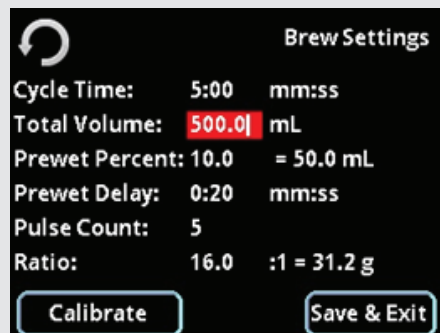 Brew Settings
Cycle Time: 5:00 mm:ss
Total Volume: 500.0 mL
Prewet Percent: 10.0 = 50.0 mL
Prewet Delay: 0:20 mm:ss
Pulse Count: 5
Ratio: 16.0 :1 = 31.2 g
Calibrate Save & Exit